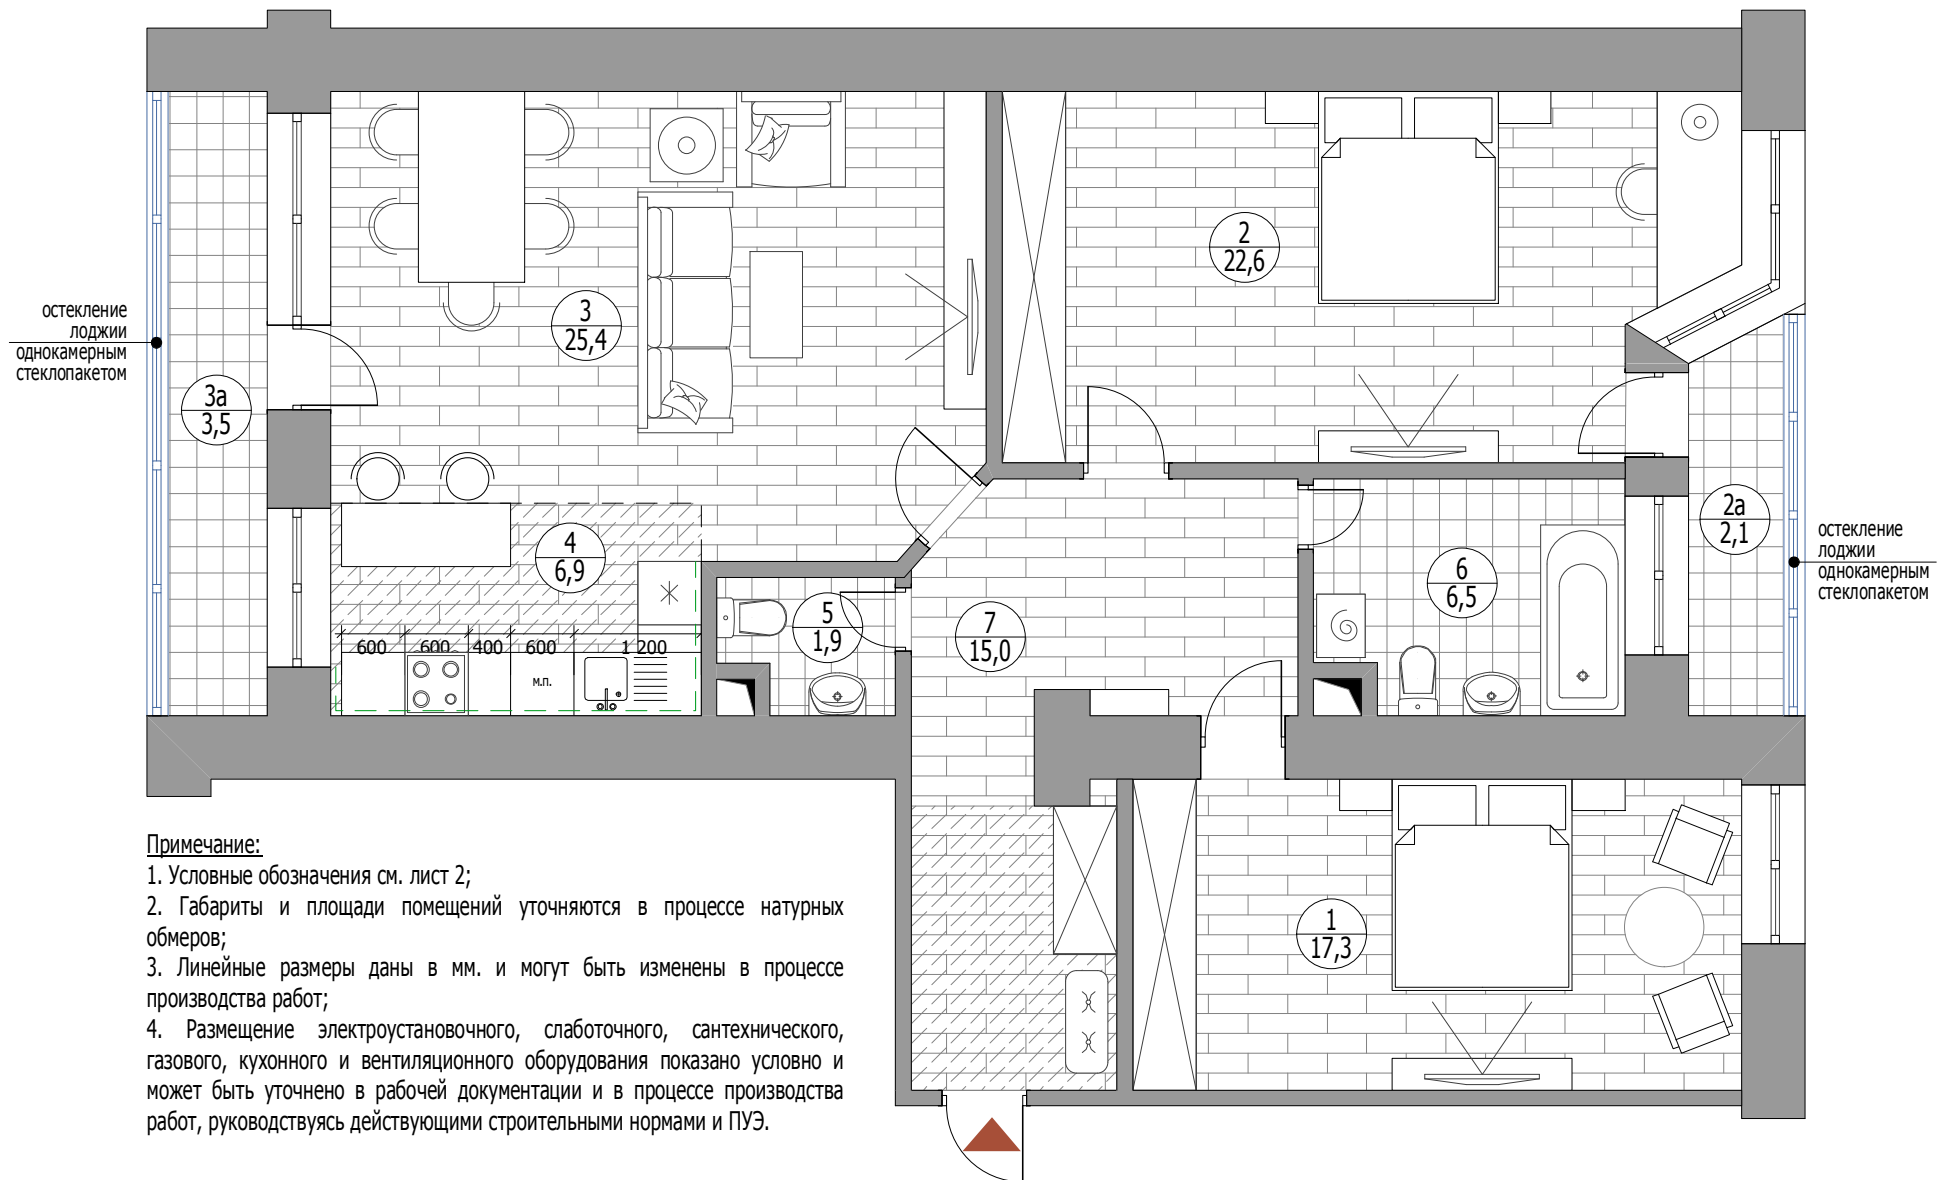 2
22,6
остекление
лоджии
однокамерным
стеклопакетом
3
25,4
3а
3,5
2а
2,1
остекление
лоджии
однокамерным
стеклопакетом
4
6,9
6
6,5
5
1,9
7
15,0
600
600
400
600
1 200
м.п.
1
17,3
Примечание:
1. Условные обозначения см. лист 2;
2. Габариты и площади помещений уточняются в процессе натурных
обмеров;
3. Линейные размеры даны в мм. и могут быть изменены в процессе
производства работ;
4. Размещение электроустановочного, слаботочного, сантехнического,
газового, кухонного и вентиляционного оборудования показано условно и
может быть уточнено в рабочей документации и в процессе производства
работ, руководствуясь действующими строительными нормами и ПУЭ.